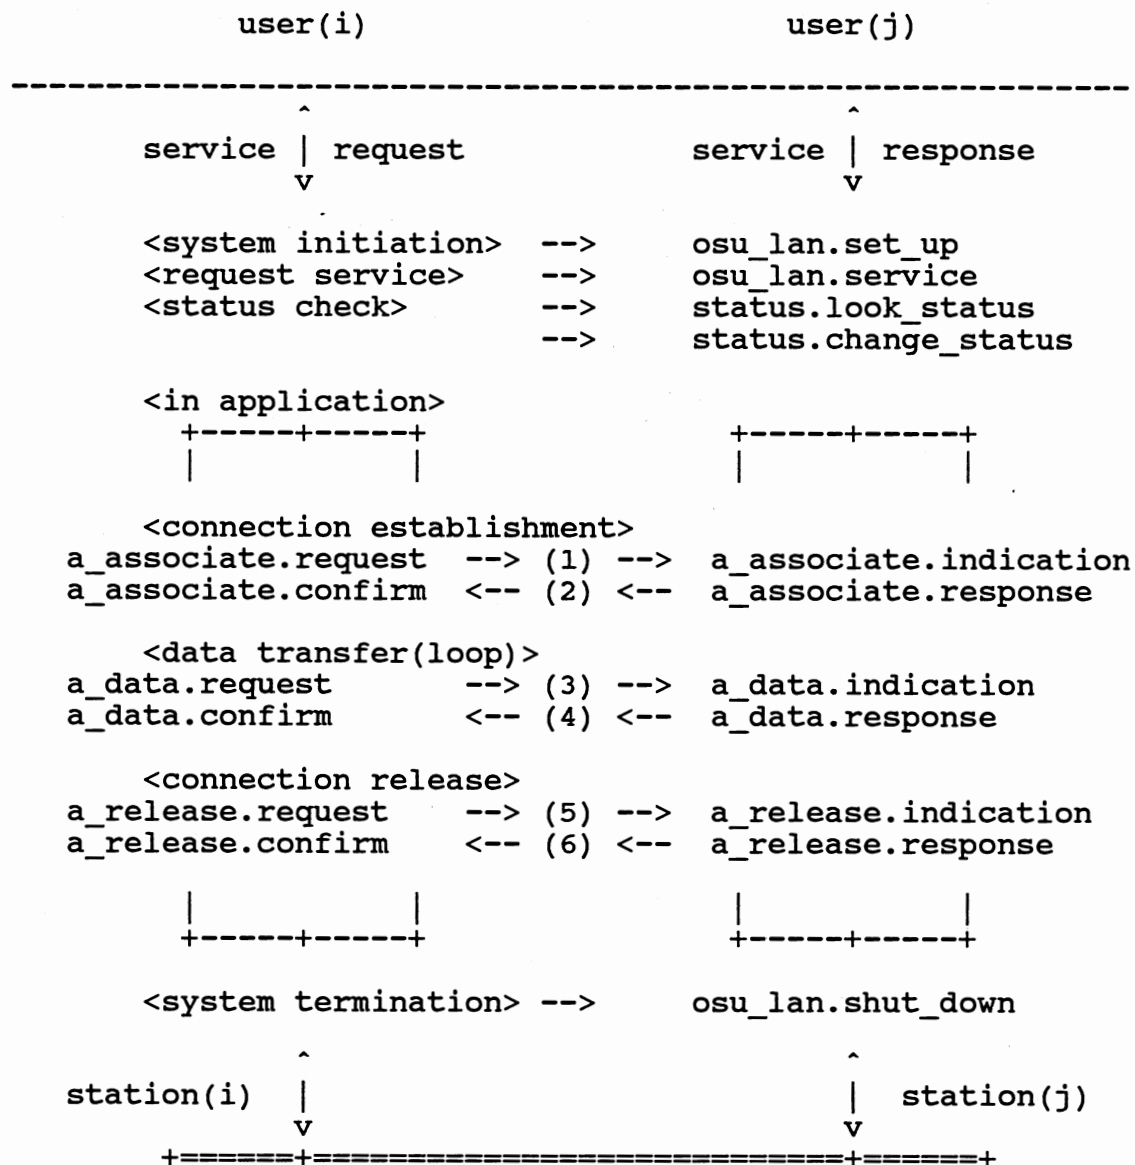 user(i) user(j)
----------------------------------------------------------------
^ ^
service | request service | response
v v
<system initiation> --> osu_lan.set_up
<request service> --> osu_lan.service
<status check> --> status.look_status
--> status.change_status
<in application>
+-----+-----+ +-----+-----+
| | | |
<connection establishment>
a_associate.request --> (1) --> a_associate.indication
a_associate.confirm <-- (2) <-- a_associate.response
<data transfer(loop)>
a_data.request --> (3) --> a_data.indication
a_data.confirm <-- (4) <-- a_data.response
<connection release>
a_release.request --> (5) --> a_release.indication
a_release.confirm <-- (6) <-- a_release.response
| | | |
+-----+-----+ +-----+-----+
<system termination> --> osu_lan.shut_down
^ ^
station(i) | | station(j)
v v
+======+============================+======+